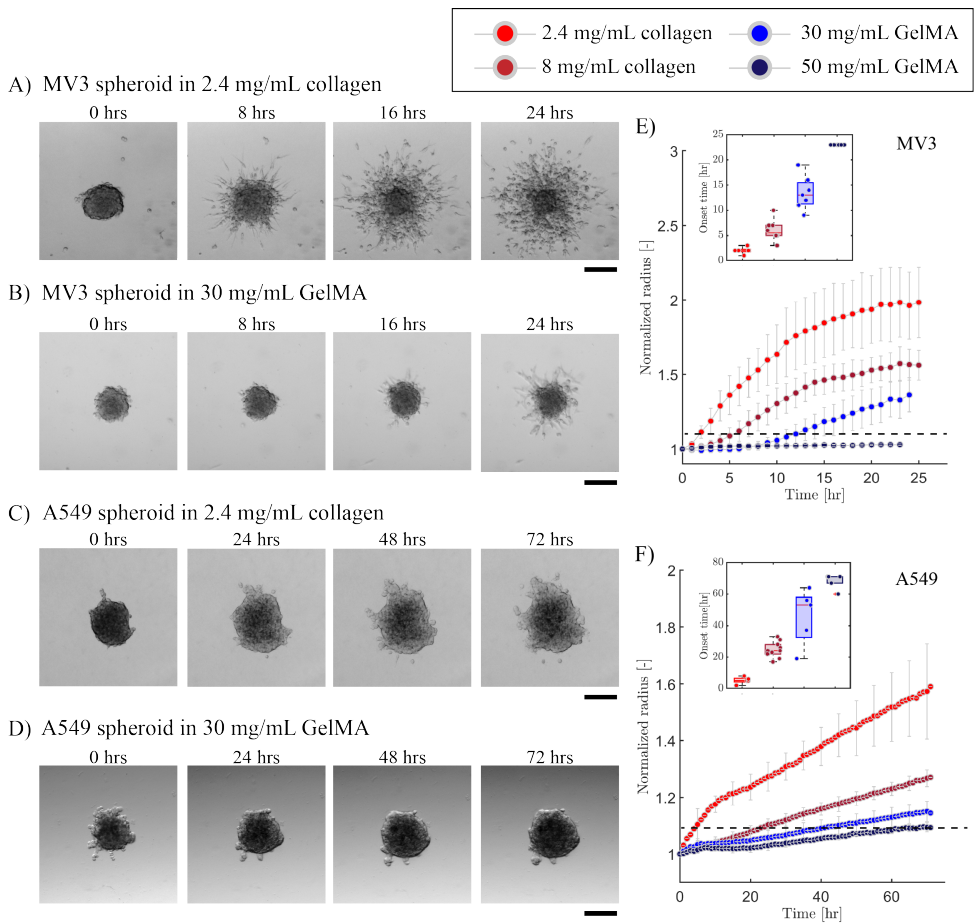 2.4 mg/mL collagen
30 mg/mL GelMA
8 mg/mL collagen
50 mg/mL GelMA
A) MV3 spheroid in 2.4 mg/mL collagen
0 hrs 8 hrs 16 hrs 24 hrs
B) MV3 spheroid in 30 mg/mL GelMA
0 hrs 8 hrs 16 hrs 24 hrs
C) A549 spheroid in 2.4 mg/mL collagen
0 hrs 24 hrs 48 hrs 72 hrs
D) A549 spheroid in 30 mg/mL GelMA
0 hrs 24 hrs 48 hrs 72 hrs
E)
MV3
Onset time [hr]
25
20
15
10
5
0
Normalized radius [-]
3
2.5
2
1.5
1
0 5 10 15 20 25
Time [hr]
F)
A549
Onset time[hr]
80
60
40
20
0
Normalized radius [-]
2
1.8
1.6
1.4
1.2
1
0 20 40 60
Time [hr]